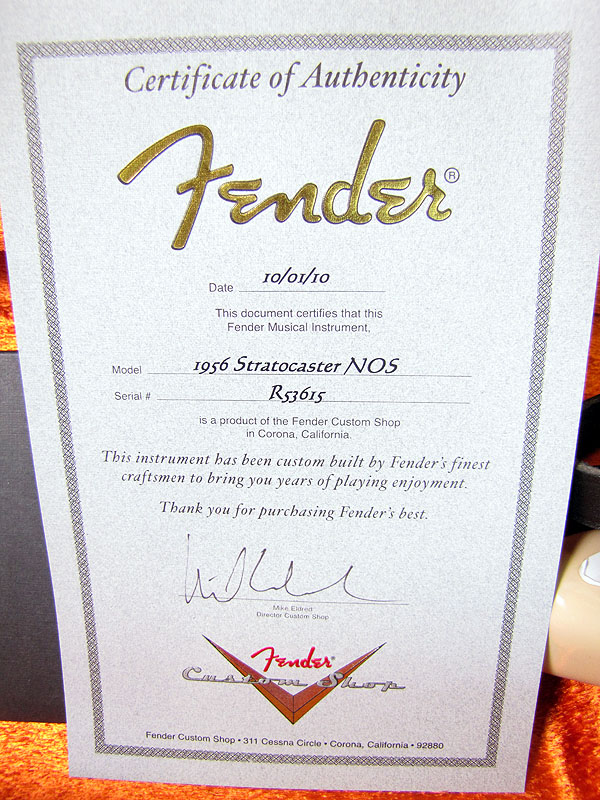 Certificate of Authenticity
Fender®
Date 10/01/10
This document certifies that this
Fender Musical Instrument,
Model 1956 Stratocaster NOS
Serial # R53615
is a product of the Fender Custom Shop
in Corona, California.
This instrument has been custom built by Fender's finest
craftsmen to bring you years of playing enjoyment.
Thank you for purchasing Fender's best.
Mike Eldred
Director Custom Shop
Fender®
Custom Shop
Fender Custom Shop • 311 Cessna Circle • Corona, California • 92880